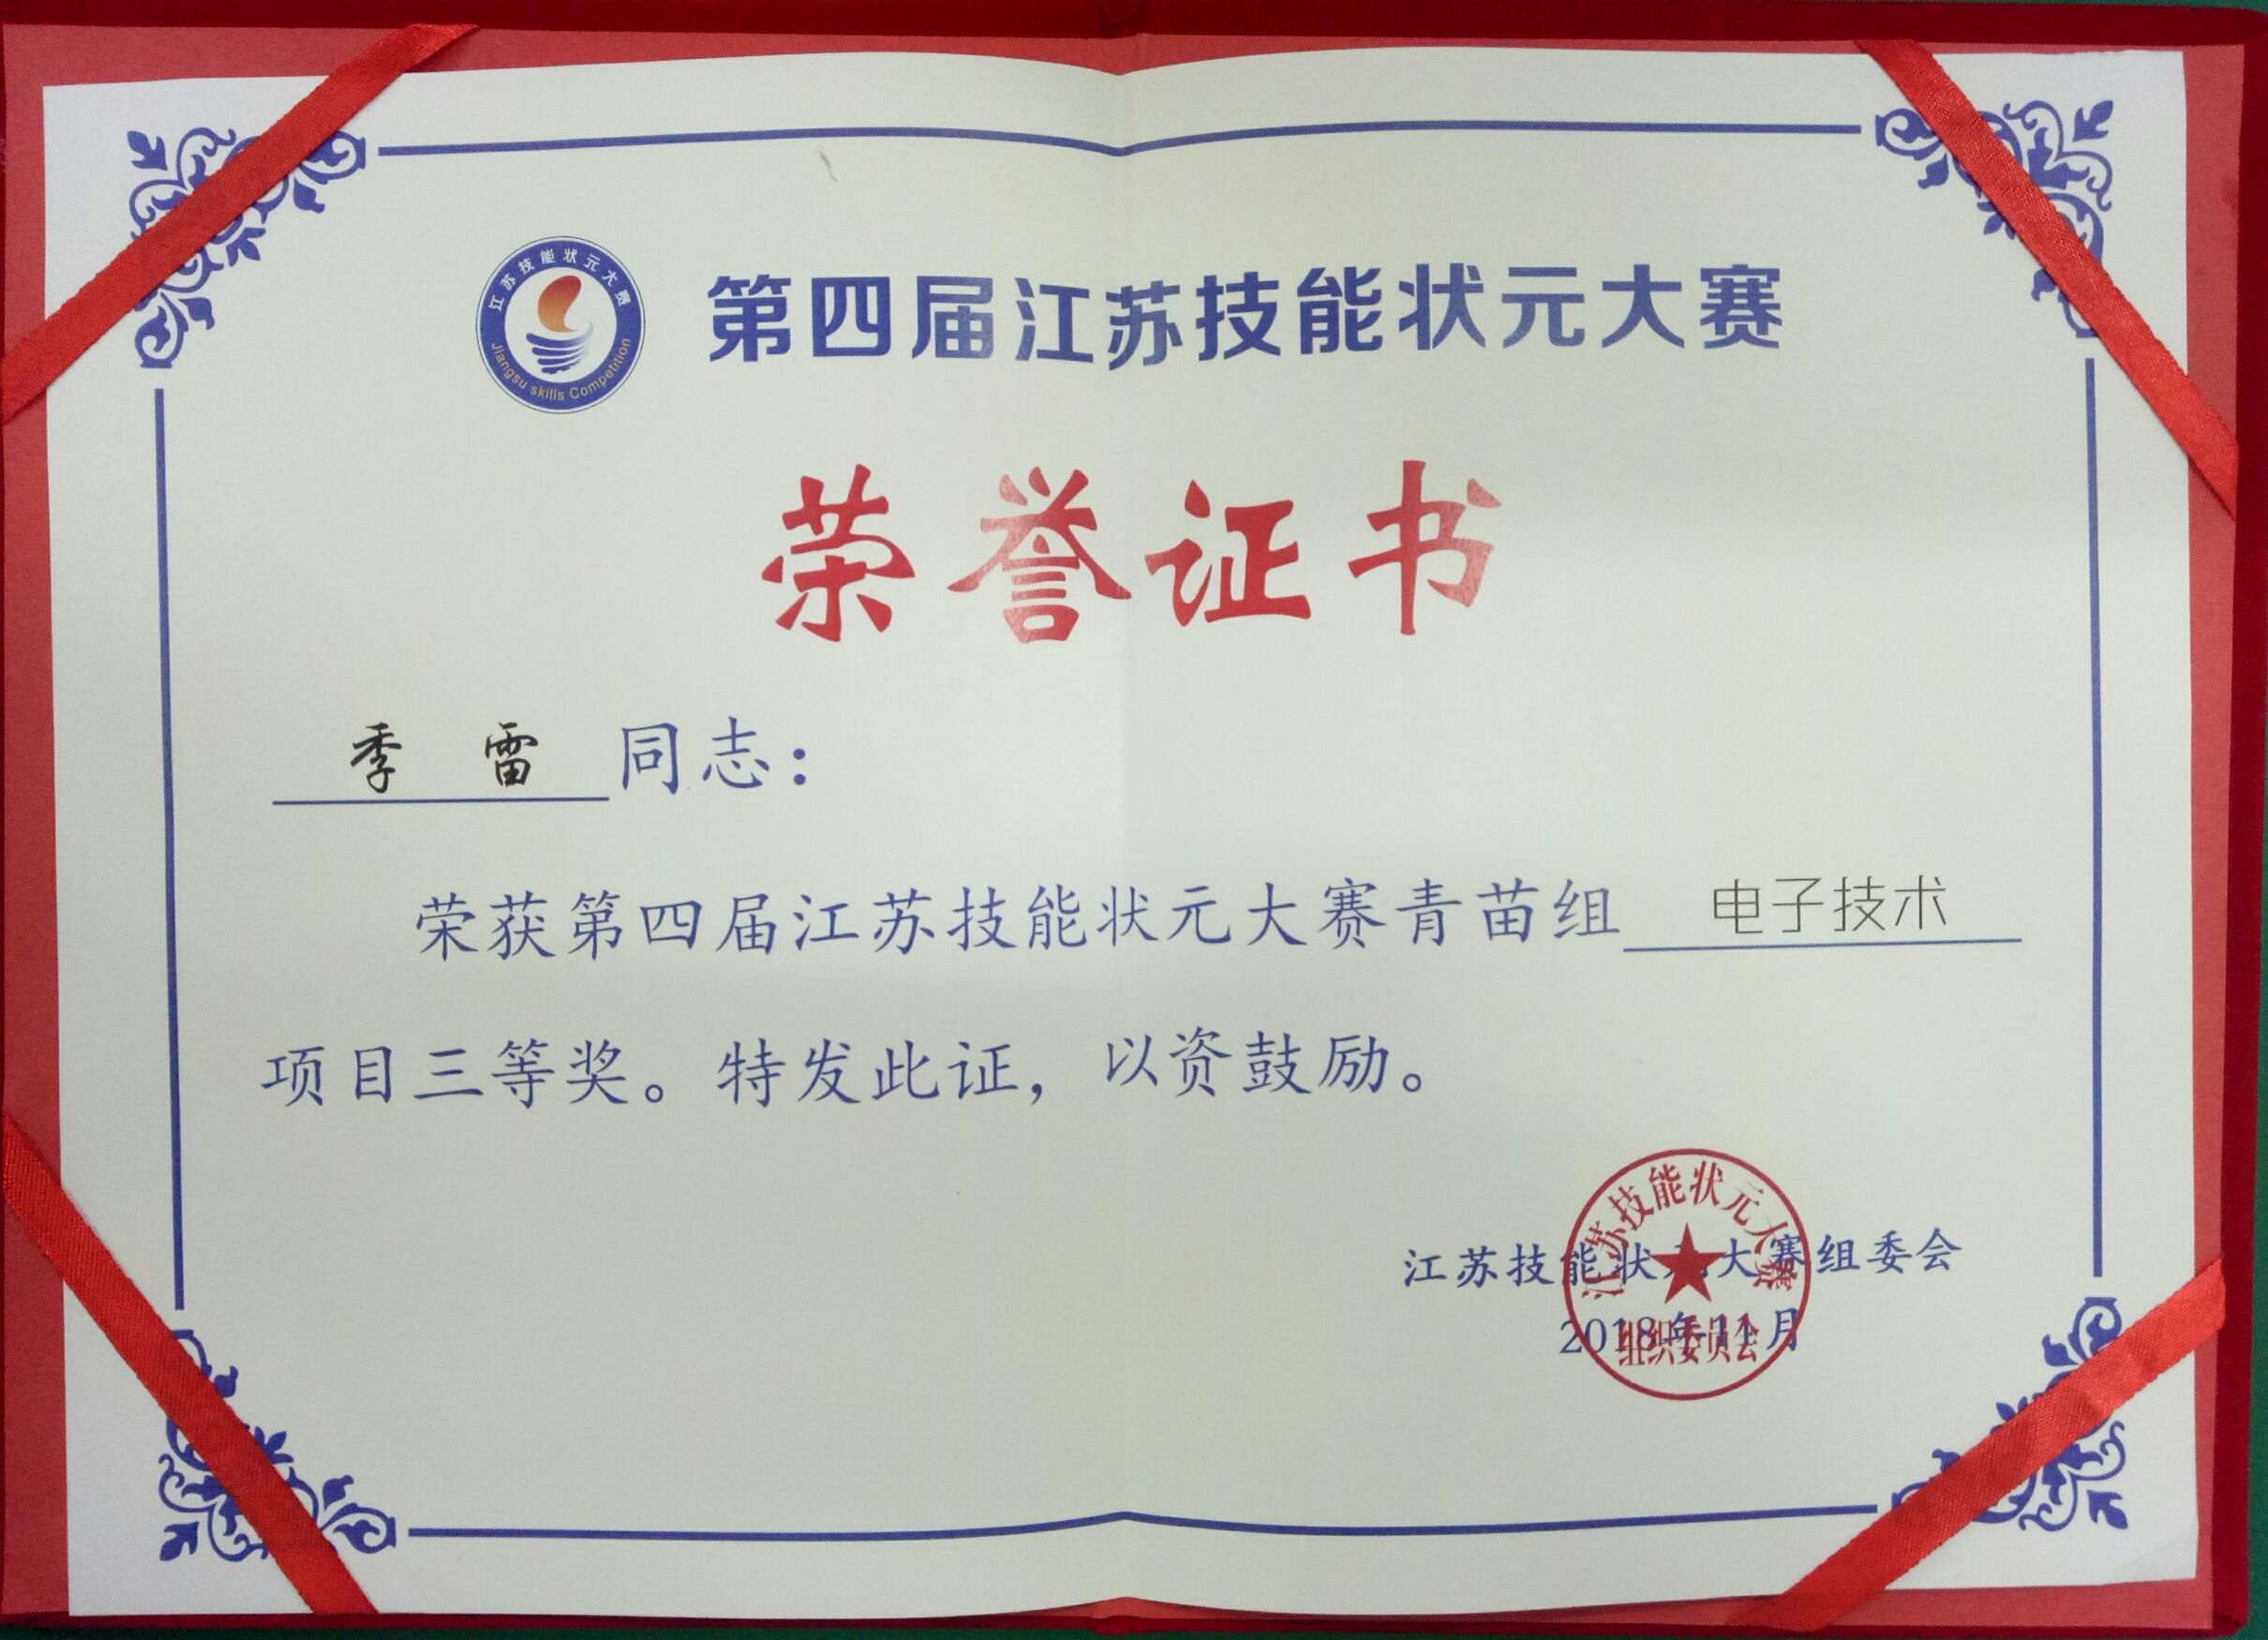 江苏技能状元大赛
Jiangsu skills Competition
第四届江苏技能状元大赛
荣誉证书
季 雷 同志：
荣获第四届江苏技能状元大赛青苗组 电子技术
项目三等奖。特发此证，以资鼓励。
江苏技能状元大赛组委会
2018年11月
江苏技能状元大赛
组织委员会